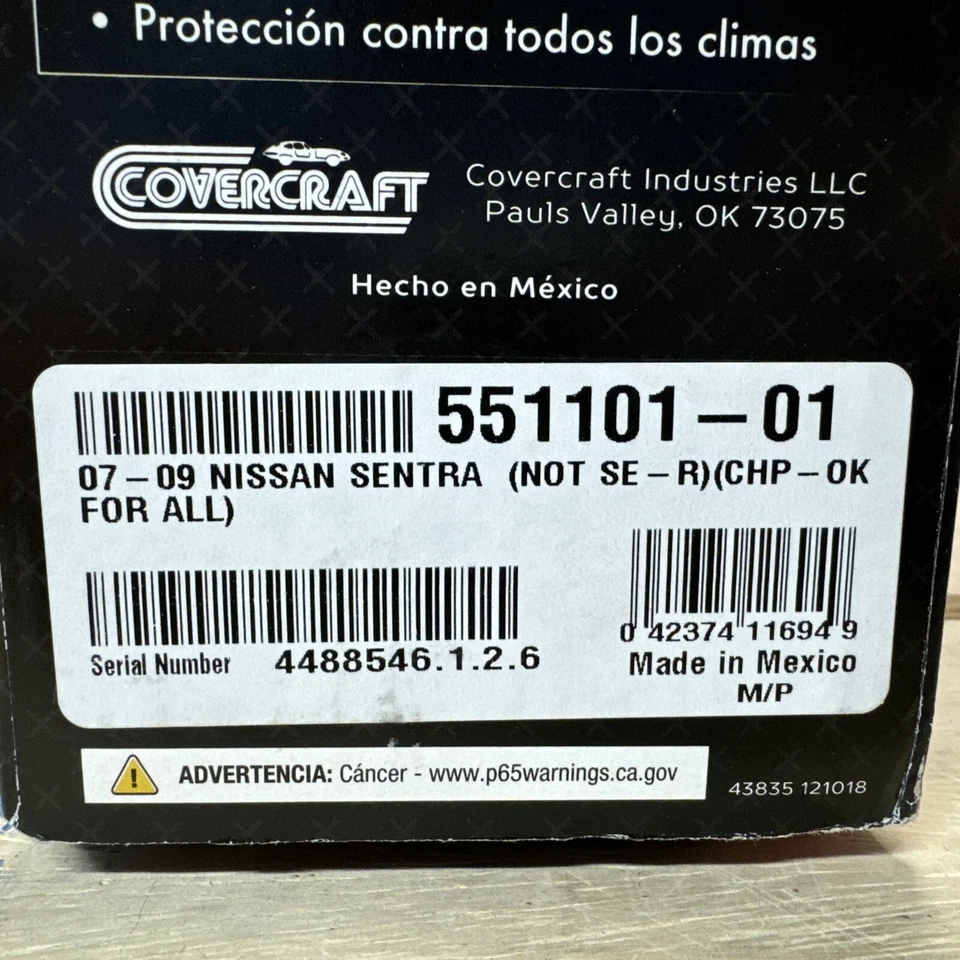 • Protección contra todos los climas
COVERCRAFT
Covercraft Industries LLC
Pauls Valley, OK 73075
Hecho en México
551101-01
07-09 NISSAN SENTRA (NOT SE-R)(CHP-OK
FOR ALL)
Serial Number 4488546.1.2.6
0 42374 11694 9
Made in Mexico
M/P
ADVERTENCIA: Cáncer - www.p65warnings.ca.gov
43835 121018